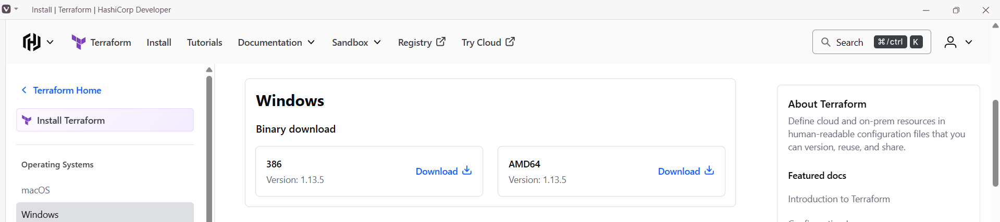 Install | Terraform | HashiCorp Developer
Terraform Install Tutorials Documentation Sandbox Registry Try Cloud Search ⌘/ctrl K
Terraform Home
Install Terraform
Operating Systems
macOS
Windows
Windows
Binary download
386
Version: 1.13.5
Download
AMD64
Version: 1.13.5
Download
About Terraform
Define cloud and on-prem resources in
human-readable configuration files that you
can version, reuse, and share.
Featured docs
Introduction to Terraform